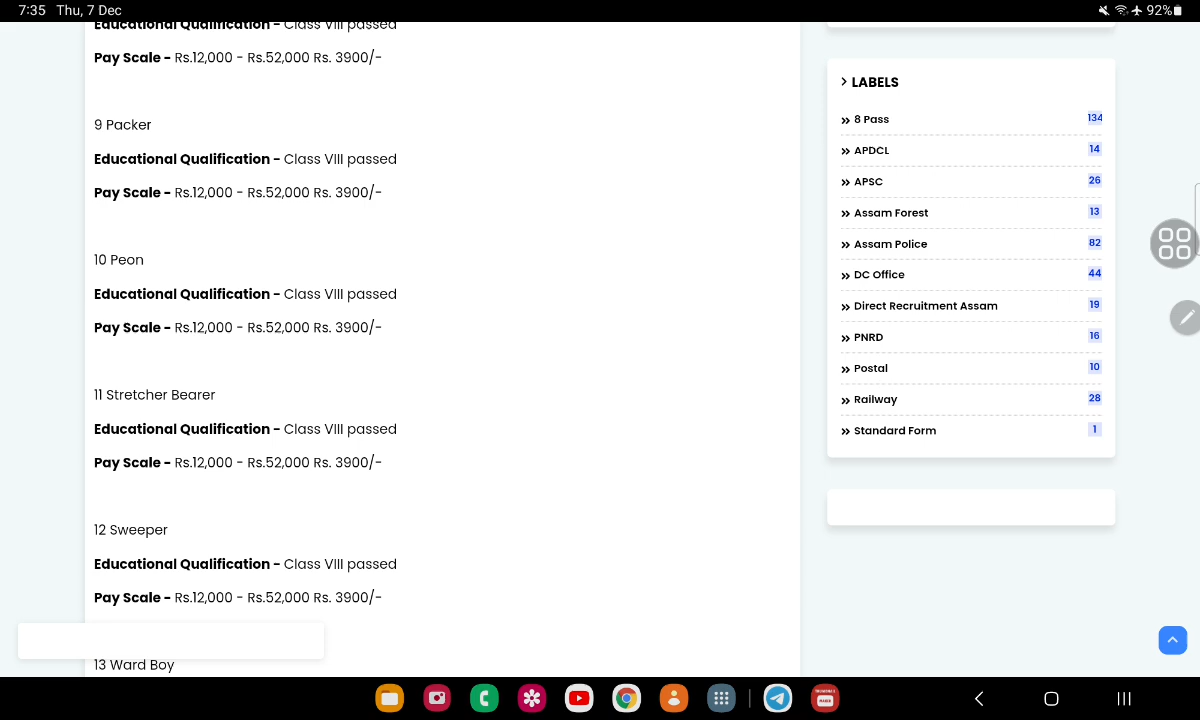 7:35 Thu, 7 Dec
92%
Educational Qualification - Class VIII passed
Pay Scale - Rs.12,000 - Rs.52,000 Rs. 3900/-
9 Packer
Educational Qualification - Class VIII passed
Pay Scale - Rs.12,000 - Rs.52,000 Rs. 3900/-
10 Peon
Educational Qualification - Class VIII passed
Pay Scale - Rs.12,000 - Rs.52,000 Rs. 3900/-
11 Stretcher Bearer
Educational Qualification - Class VIII passed
Pay Scale - Rs.12,000 - Rs.52,000 Rs. 3900/-
12 Sweeper
Educational Qualification - Class VIII passed
Pay Scale - Rs.12,000 - Rs.52,000 Rs. 3900/-
13 Ward Boy
> LABELS
» 8 Pass 134
» APDCL 14
» APSC 26
» Assam Forest 13
» Assam Police 82
» DC Office 44
» Direct Recruitment Assam 19
» PNRD 16
» Postal 10
» Railway 28
» Standard Form 1